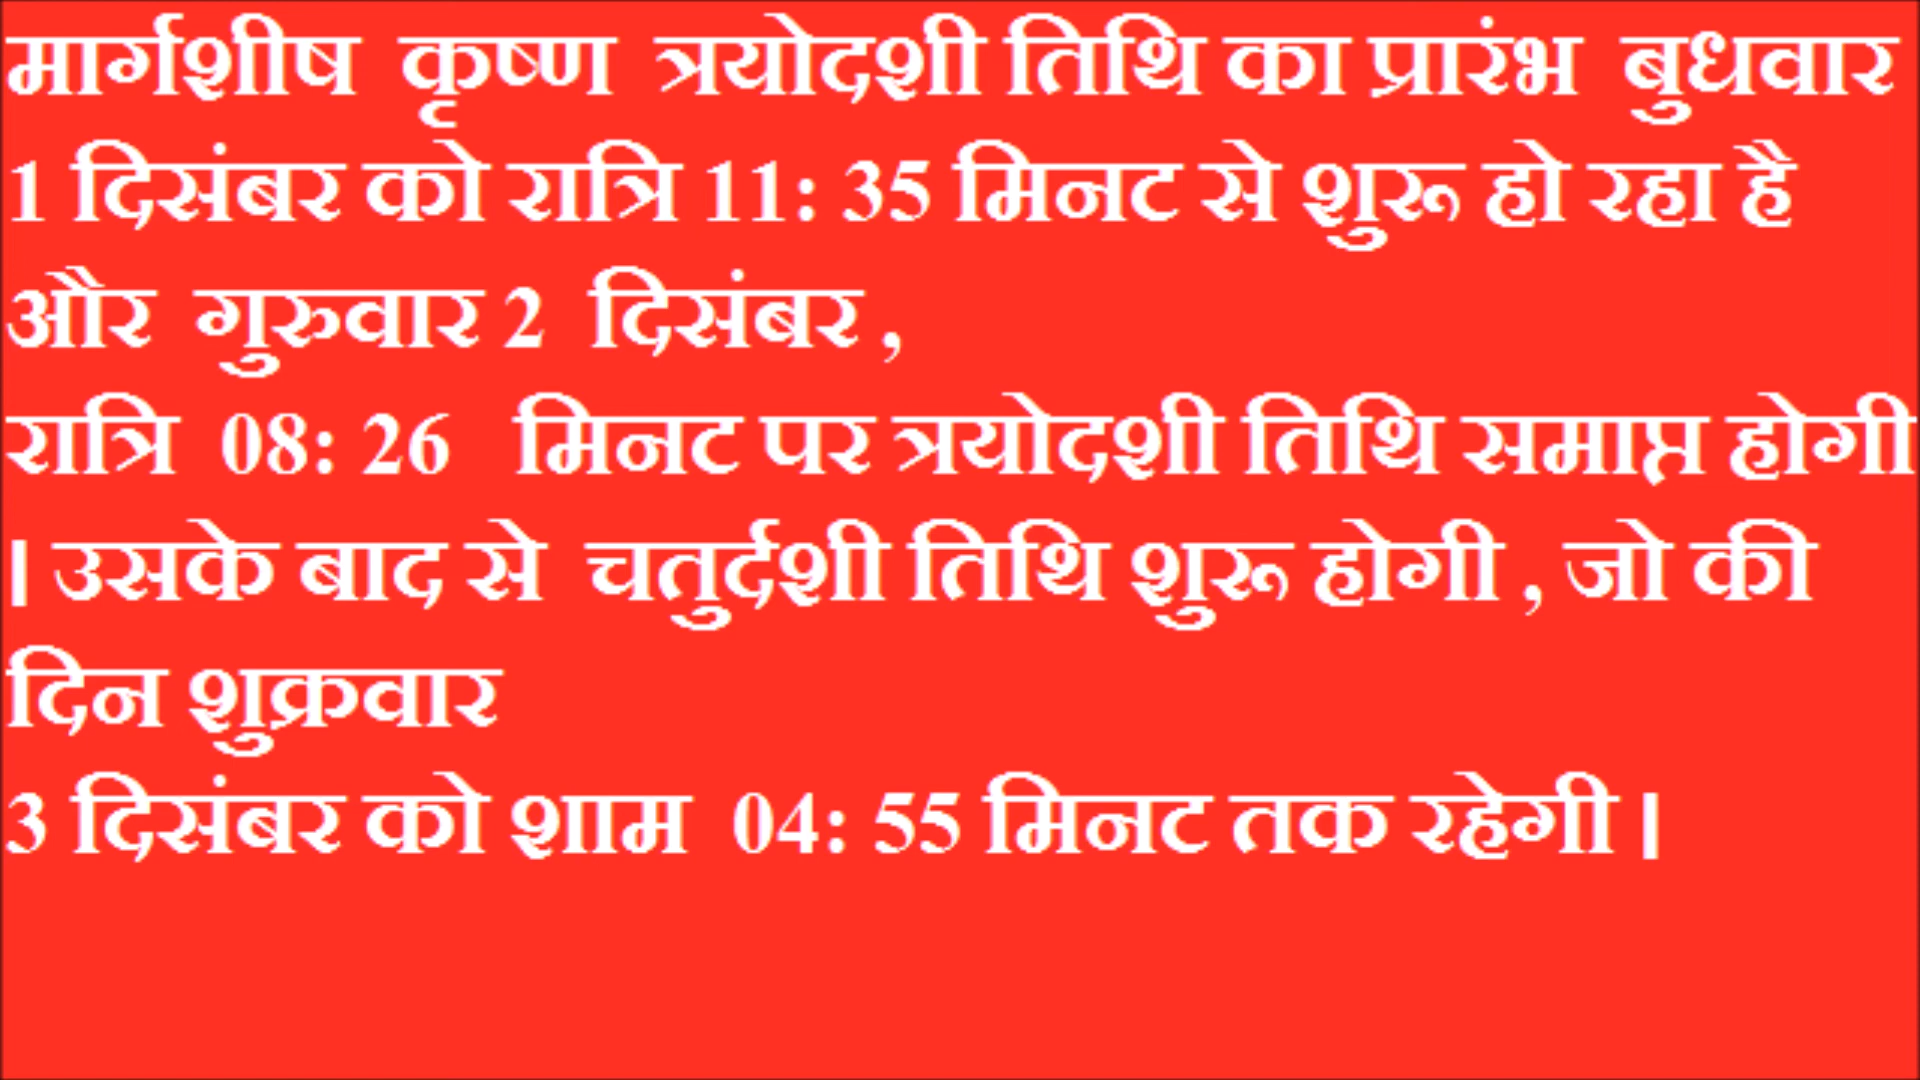 मार्गशीष कृष्ण त्रयोदशी तिथि का प्रारंभ बुधवार
1 दिसंबर को रात्रि 11: 35 मिनट से शुरू हो रहा है
और गुरुवार 2 दिसंबर ,
रात्रि 08: 26 मिनट पर त्रयोदशी तिथि समाप्त होगी
। उसके बाद से चतुर्दशी तिथि शुरू होगी , जो की
दिन शुक्रवार
3 दिसंबर को शाम 04: 55 मिनट तक रहेगी ।